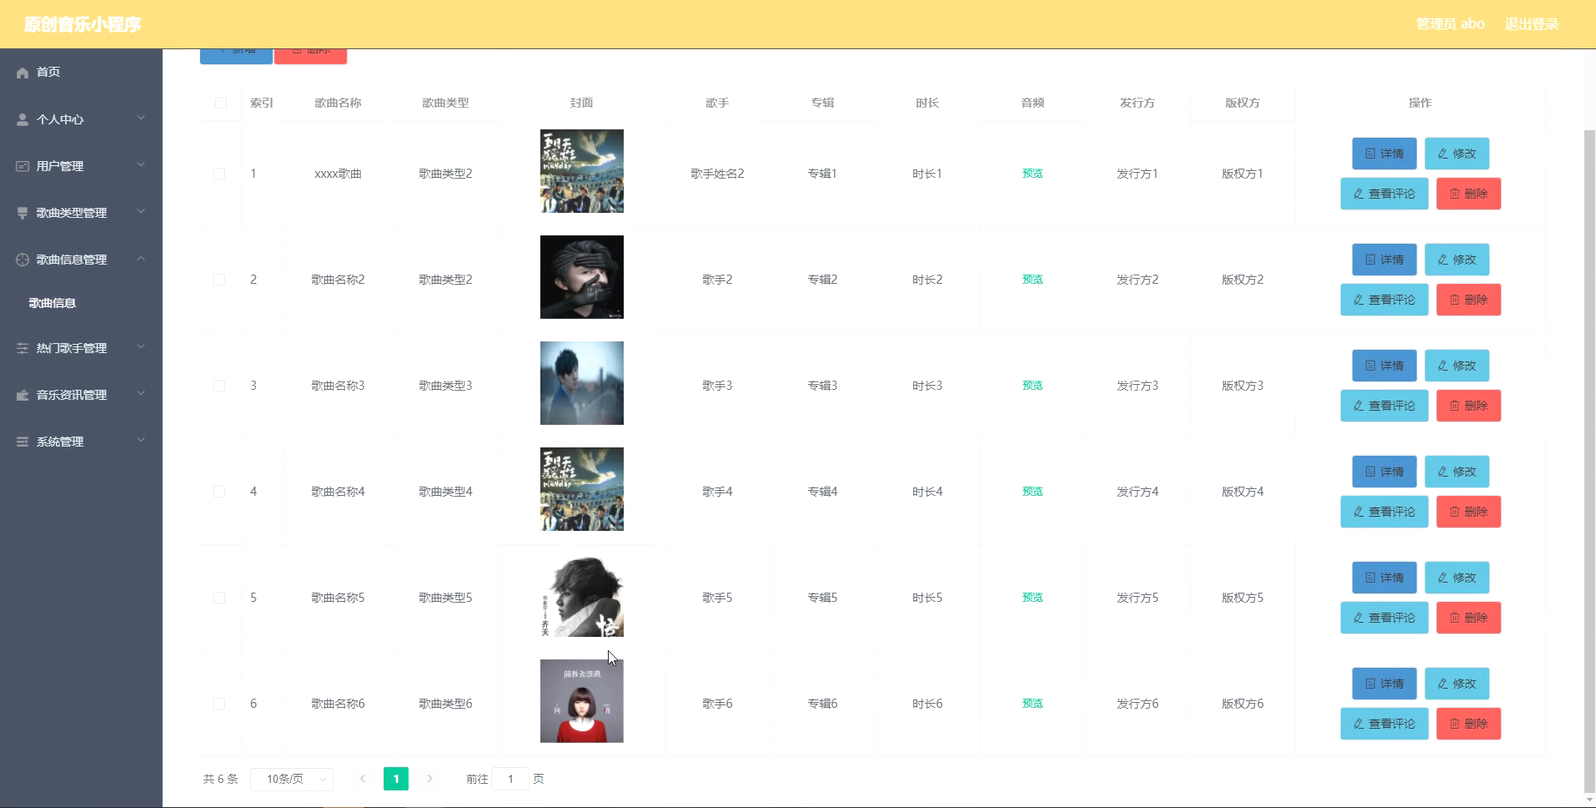 原创音乐小程序
管理员 abo 退出登录
首页
个人中心
用户管理
歌曲类型管理
歌曲信息管理
歌曲信息
热门歌手管理
音乐资讯管理
系统管理
+ 新增 删除
索引 歌曲名称 歌曲类型 封面 歌手 专辑 时长 音频 发行方 版权方 操作
1 xxxx歌曲 歌曲类型2 歌手姓名2 专辑1 时长1 预览 发行方1 版权方1
详情 修改
查看评论 删除
2 歌曲名称2 歌曲类型2 歌手2 专辑2 时长2 预览 发行方2 版权方2
详情 修改
查看评论 删除
3 歌曲名称3 歌曲类型3 歌手3 专辑3 时长3 预览 发行方3 版权方3
详情 修改
查看评论 删除
4 歌曲名称4 歌曲类型4 歌手4 专辑4 时长4 预览 发行方4 版权方4
详情 修改
查看评论 删除
5 歌曲名称5 歌曲类型5 歌手5 专辑5 时长5 预览 发行方5 版权方5
详情 修改
查看评论 删除
6 歌曲名称6 歌曲类型6 歌手6 专辑6 时长6 预览 发行方6 版权方6
详情 修改
查看评论 删除
共 6 条 10条/页 1 前往 1 页